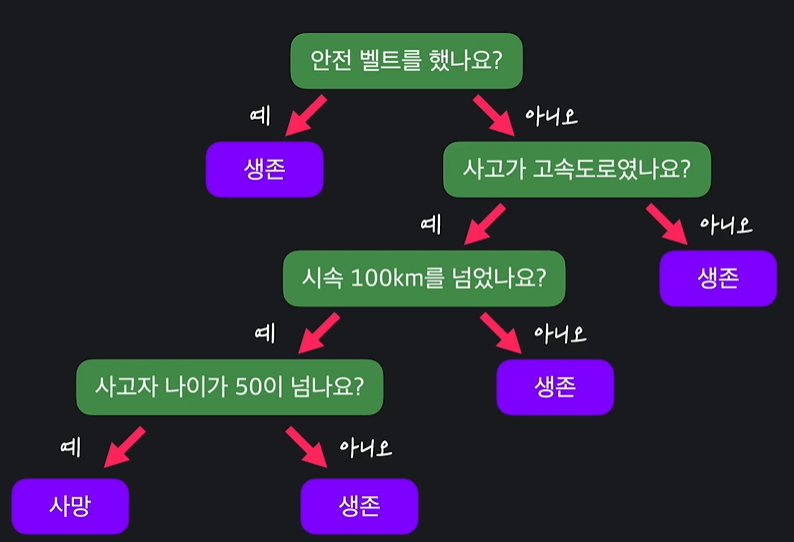 안전 벨트를 했나요?
예
아니오
생존
사고가 고속도로였나요?
예
아니오
시속 100km를 넘었나요?
생존
예
아니오
사고자 나이가 50이 넘나요?
생존
예
아니오
사망
생존